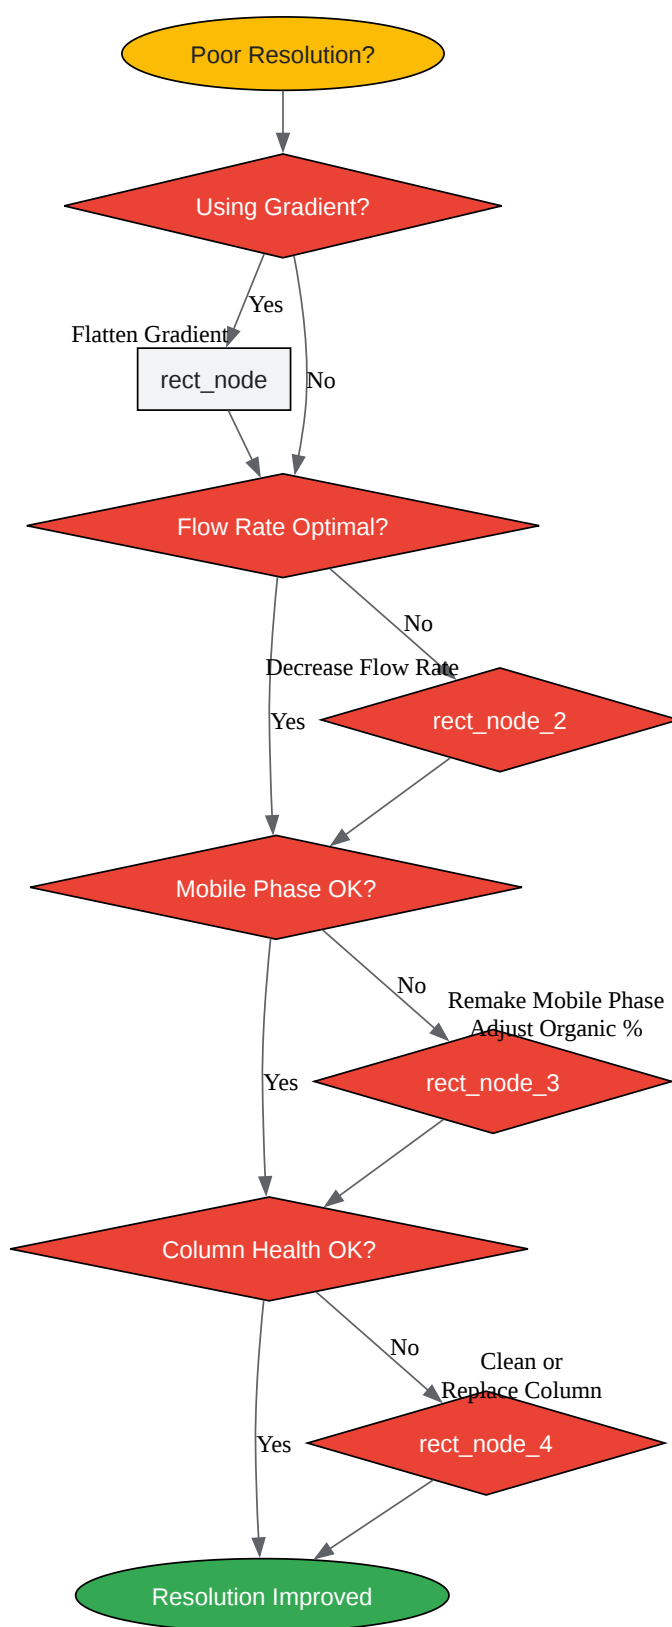 Poor Resolution?
Using Gradient?
Yes
Flatten Gradient
rect_node
No
Flow Rate Optimal?
No
Decrease Flow Rate
Yes
rect_node_2
Mobile Phase OK?
No
Remake Mobile Phase
Adjust Organic %
Yes
rect_node_3
Column Health OK?
No
Clean or
Replace Column
Yes
rect_node_4
Resolution Improved